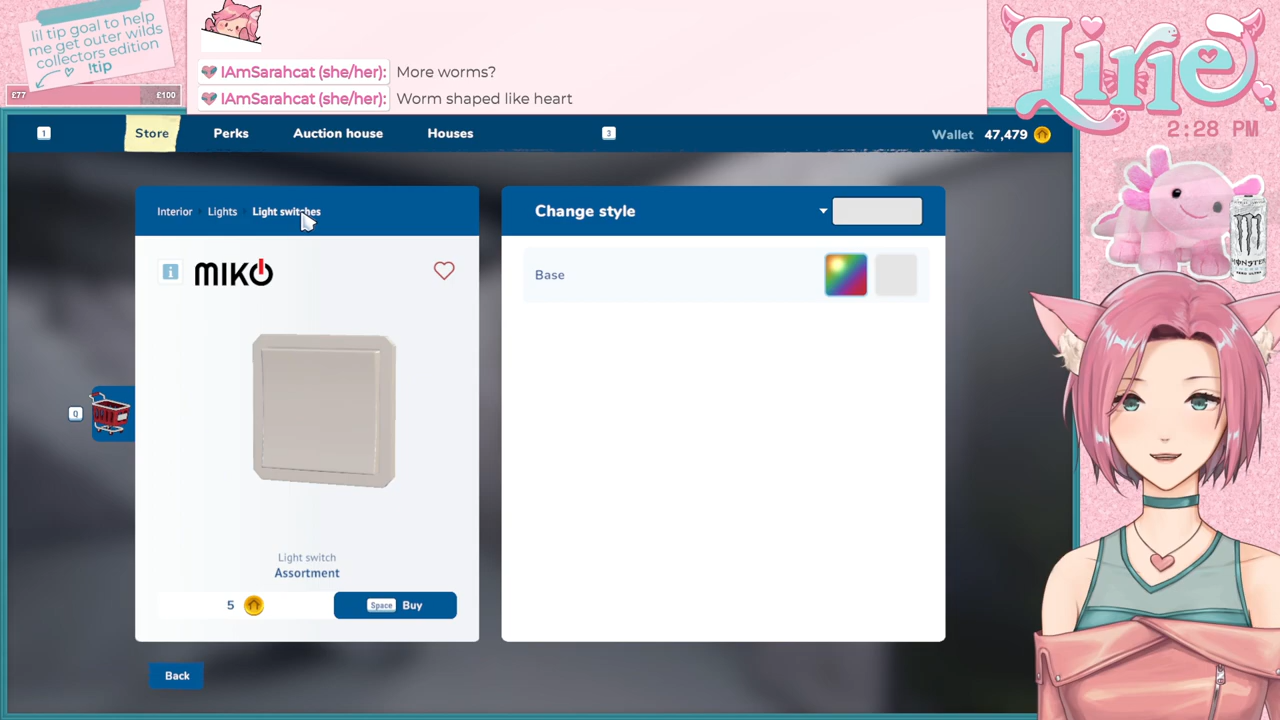 lil tip goal to help
me get outer wilds
collectors edition
!tip
£77
£100
IAmSarahcat (she/her): More worms?
IAmSarahcat (she/her): Worm shaped like heart
Lirie
2:28 PM
1
Store
Perks
Auction house
Houses
3
Wallet 47,479
Interior
Lights
Light switches
Change style
i
MIKO
Base
Q
Light switch
Assortment
5
Space Buy
Back
MONSTER